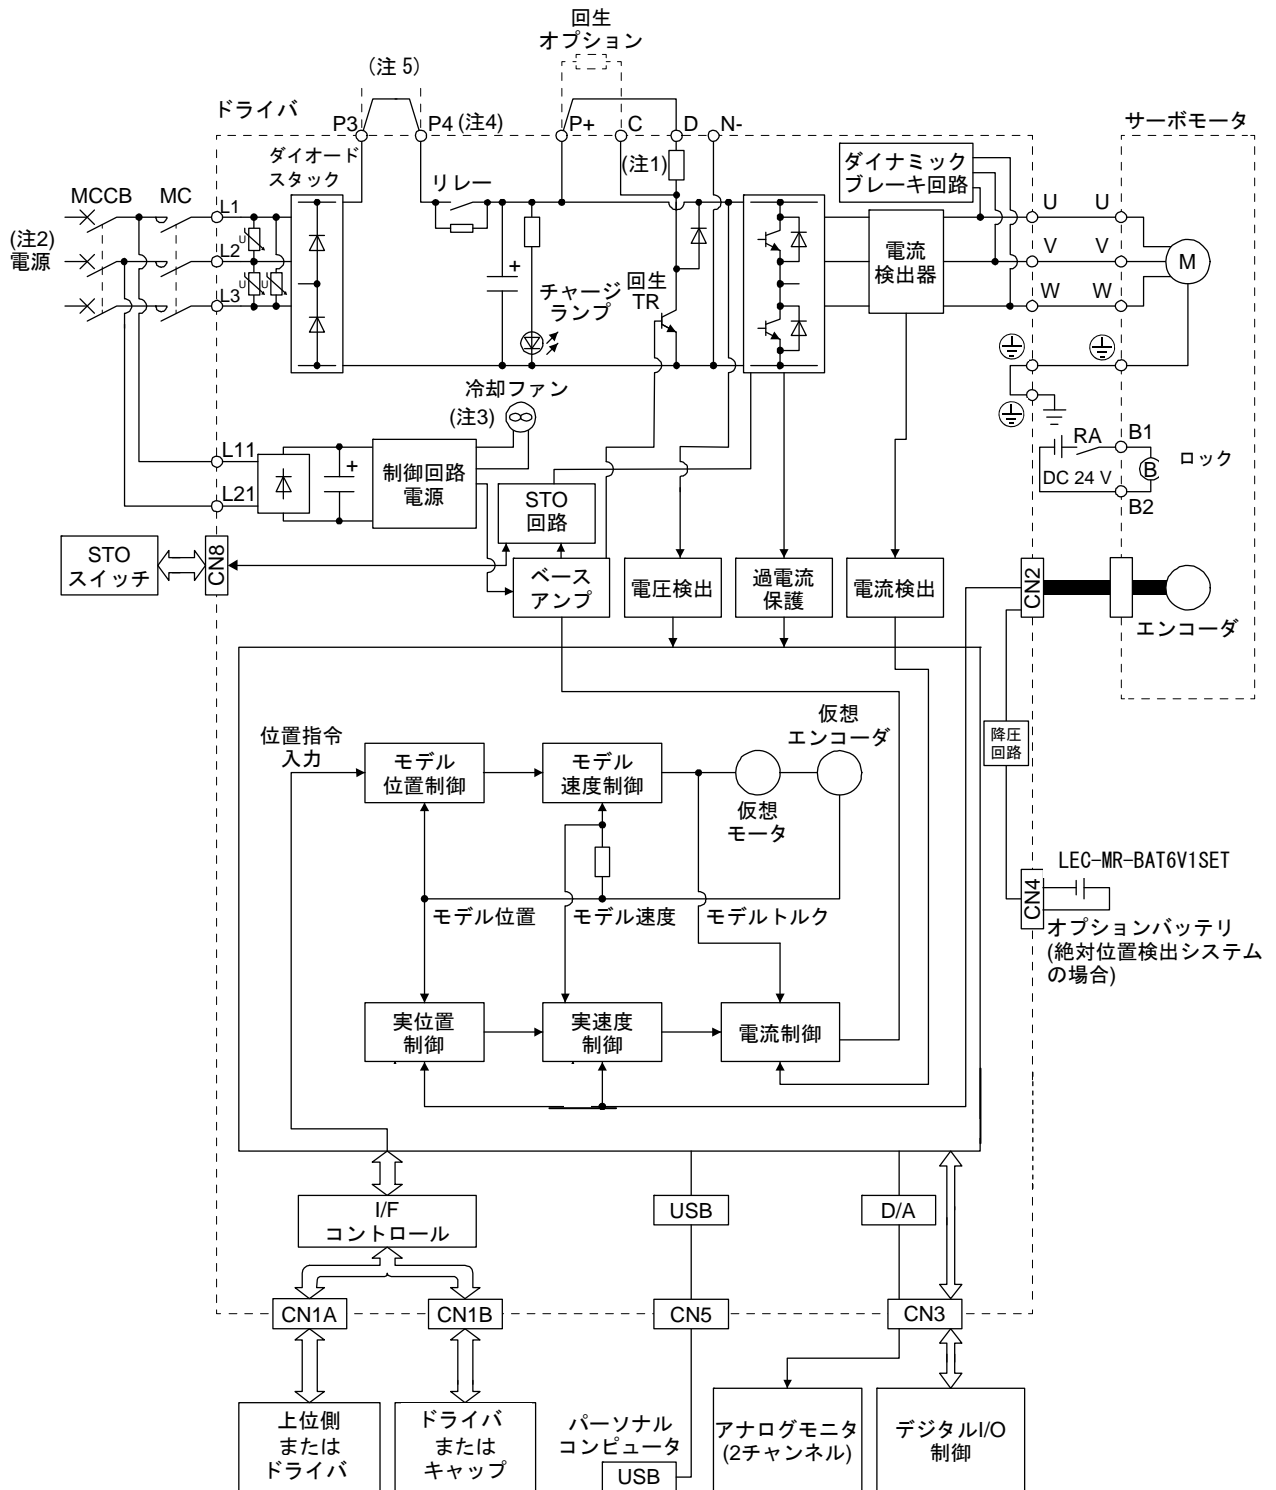 回生
オプション
(注 5)
ドライバ
P3
P4
(注4)
P+
C
D
N-
サーボモータ
ダイオード
スタック
リレー
(注1)
ダイナミック
ブレーキ回路
MCCB
MC
L1
L2
L3
(注2)
電源
U
U
U
チャージ
ランプ
回生
TR
電流
検出器
U
V
W
U
V
W
M
冷却ファン
(注3)
L11
L21
制御回路
電源
STO
回路
RA
DC 24 V
B1
B
B2
ロック
STO
スイッチ
CN8
ベース
アンプ
電圧検出
過電流
保護
電流検出
CN2
エンコーダ
位置指令
入力
モデル
位置制御
モデル
速度制御
仮想
エンコーダ
仮想
モータ
降圧
回路
モデル位置
モデル速度
モデルトルク
LEC-MR-BAT6V1SET
CN4
オプションバッテリ
(絶対位置検出システム
の場合)
実位置
制御
実速度
制御
電流制御
I/F
コントロール
USB
D/A
CN1A
CN1B
CN5
CN3
上位側
または
ドライバ
ドライバ
または
キャップ
パーソナル
コンピュータ
USB
アナログモニタ
(2チャンネル)
デジタルI/O
制御
+
+